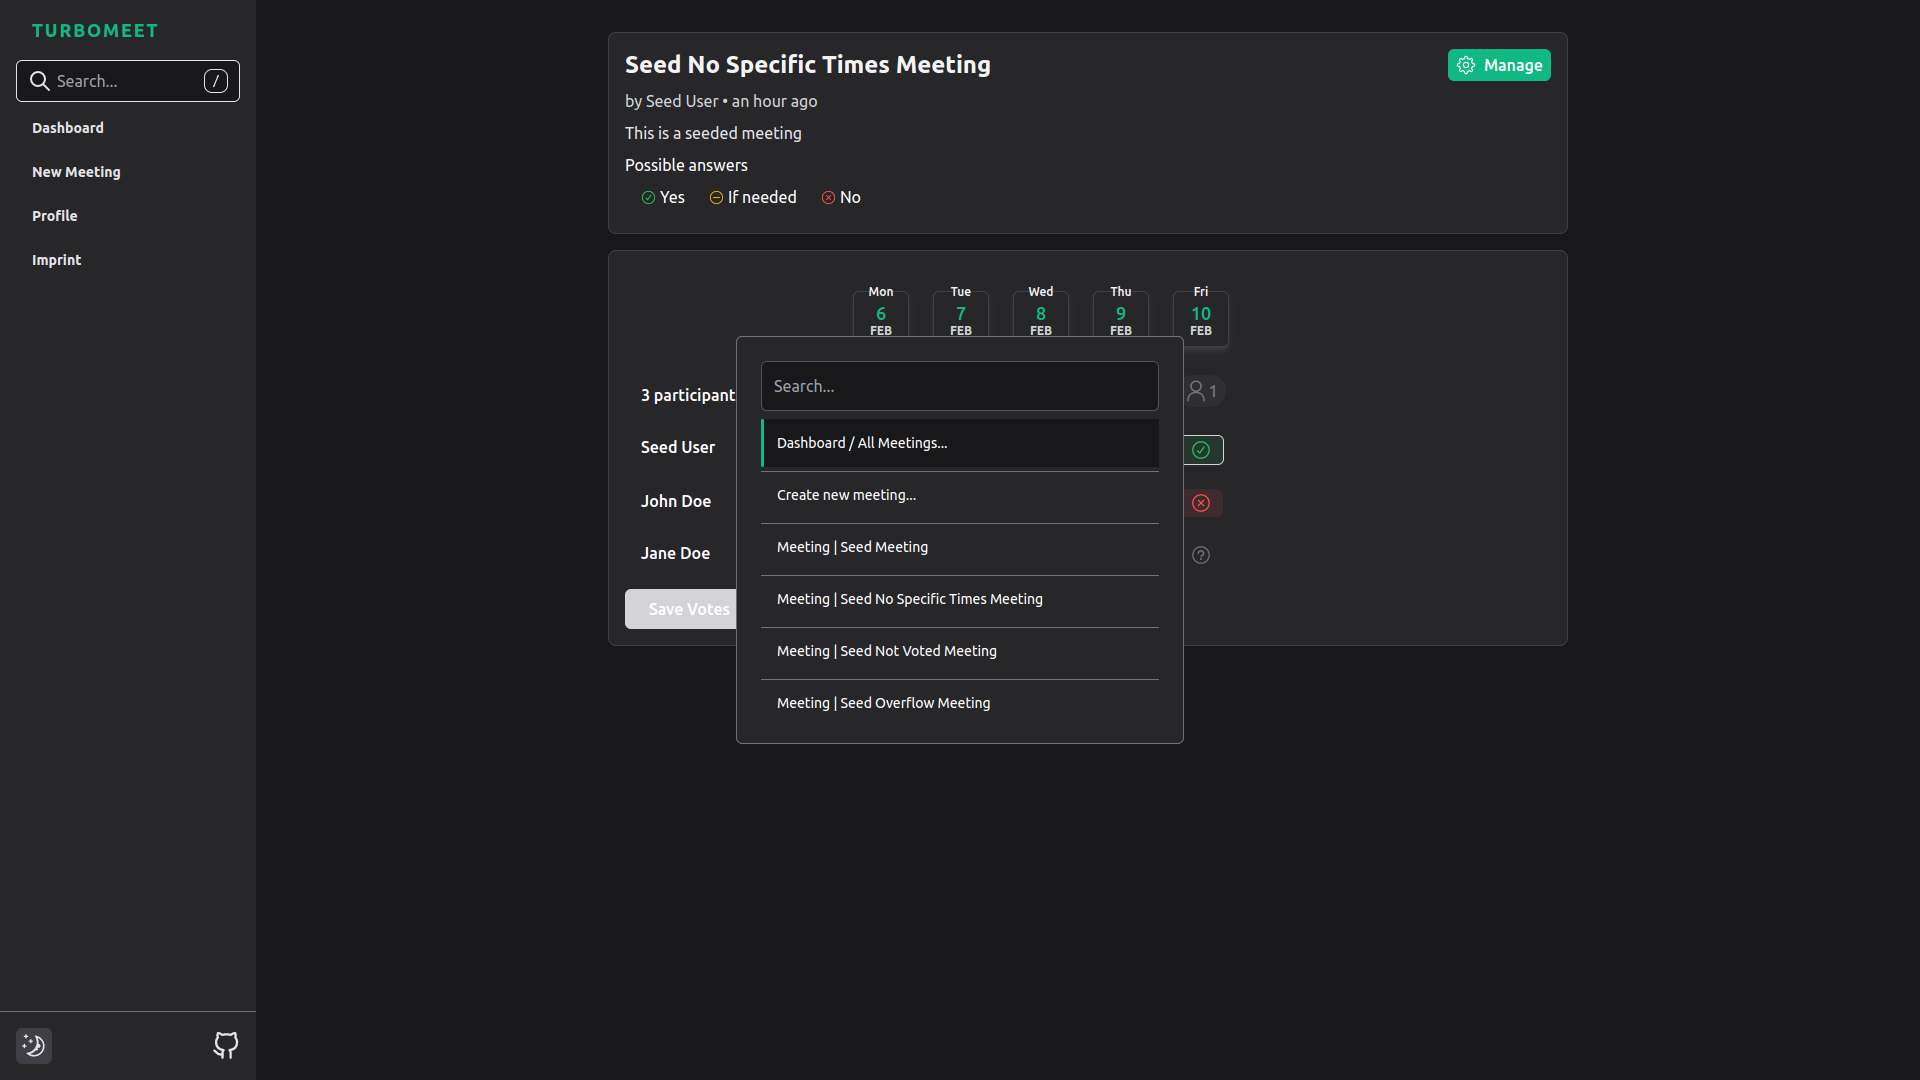 TURBOMEET
Search...
/
Dashboard
New Meeting
Profile
Imprint
Seed No Specific Times Meeting
Manage
by Seed User • an hour ago
This is a seeded meeting
Possible answers
Yes If needed No
Mon Tue Wed Thu Fri
6 7 8 9 10
FEB FEB FEB FEB FEB
3 participant
1
Seed User
John Doe
Jane Doe
Save Votes
Search...
Dashboard / All Meetings...
Create new meeting...
Meeting | Seed Meeting
Meeting | Seed No Specific Times Meeting
Meeting | Seed Not Voted Meeting
Meeting | Seed Overflow Meeting